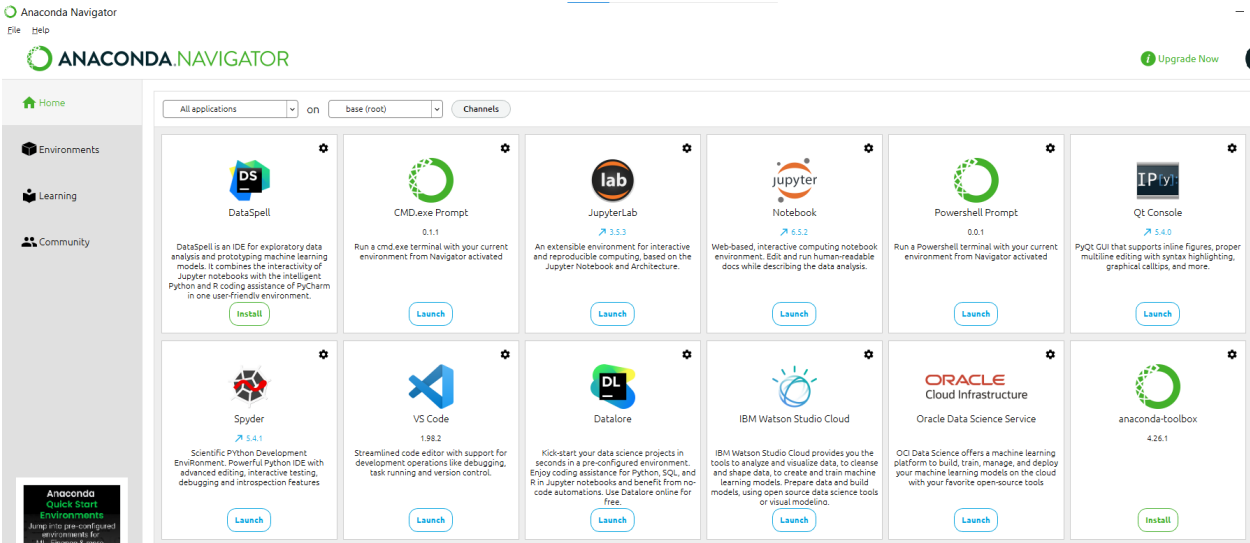 Anaconda Navigator
File Help
ANACONDA.NAVIGATOR
Upgrade Now
Home
Environments
Learning
Community
All applications on base (root) Channels
DS
DataSpell
DataSpell is an IDE for exploratory data
analysis and prototyping machine learning
models. It combines the interactivity of
Jupyter notebooks with the intelligent
Python and R coding assistance of PyCharm
in one user-friendly environment.
Install
CMD.exe Prompt
0.1.1
Run a cmd.exe terminal with your current
environment from Navigator activated
Launch
lab
JupyterLab
3.5.3
An extensible environment for interactive
and reproducible computing, based on the
Jupyter Notebook and Architecture.
Launch
jupyter
Notebook
6.5.2
Web-based, interactive computing notebook
environment. Edit and run human-readable
docs while describing the data analysis.
Launch
Powershell Prompt
0.0.1
Run a Powershell terminal with your current
environment from Navigator activated
Launch
IP[y]:
Qt Console
5.4.0
PyQt GUI that supports inline figures, proper
multiline editing with syntax highlighting,
graphical calltips, and more.
Launch
Spyder
5.4.1
Scientific PYthon Development
EnviRonment. Powerful Python IDE with
advanced editing, interactive testing,
debugging and introspection features
Launch
VS Code
1.98.2
Streamlined code editor with support for
development operations like debugging,
task running and version control.
Launch
DL
Datalore
Kick-start your data science projects in
seconds in a pre-configured environment.
Enjoy coding assistance for Python, SQL, and
R in Jupyter notebooks and benefit from no-
code automations. Use Datalore online for
free.
Launch
IBM Watson Studio Cloud
IBM Watson Studio Cloud provides you the
tools to analyze and visualize data, to cleanse
and shape data, to create and train machine
learning models. Prepare data and build
models, using open source data science tools
or visual modeling.
Launch
ORACLE
Cloud Infrastructure
Oracle Data Science Service
OCI Data Science offers a machine learning
platform to build, train, manage, and deploy
your machine learning models on the cloud
with your favorite open-source tools
Launch
anaconda-toolbox
4.26.1
Install
Anaconda
Quick Start
Environments
Jump into pre-configured
environments for
ML, Finance & more